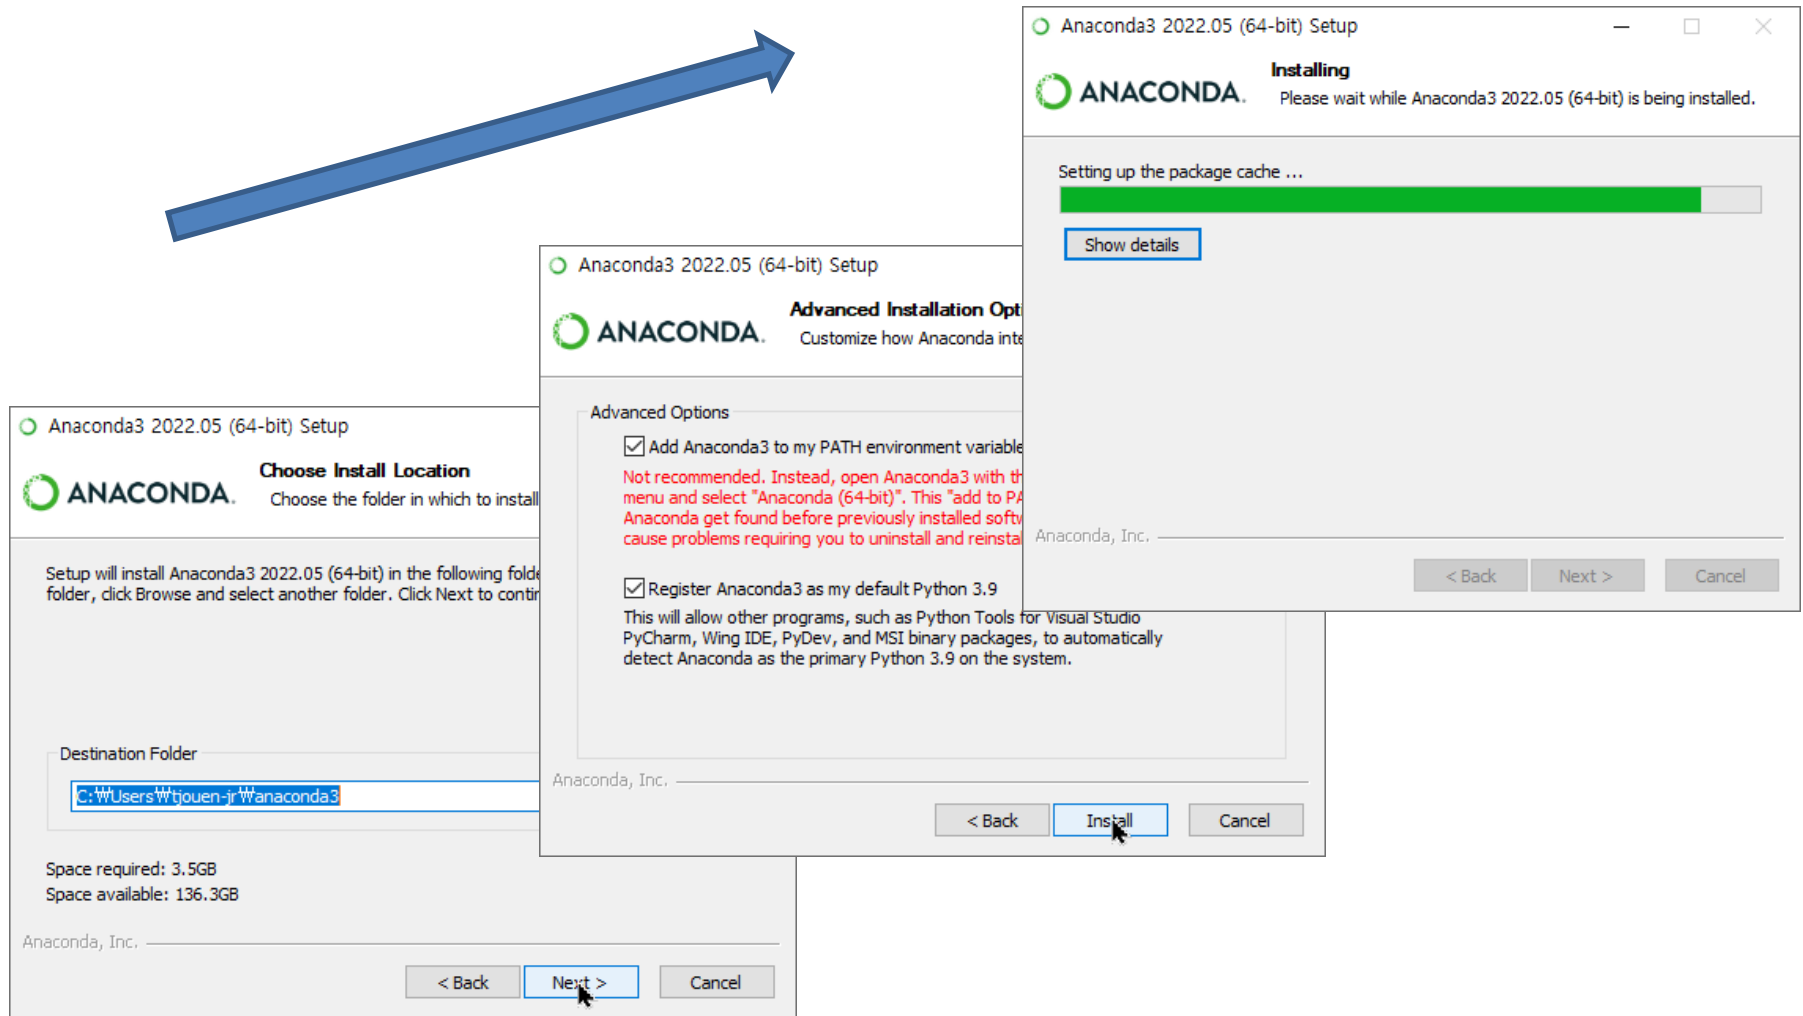 Anaconda3 2022.05 (64-bit) Setup
ANACONDA.
Installing
Please wait while Anaconda3 2022.05 (64-bit) is being installed.
Setting up the package cache ...
Show details
Anaconda, Inc.
< Back
Next >
Cancel
Anaconda3 2022.05 (64-bit) Setup
ANACONDA.
Advanced Installation
Customize how Anaconda
Advanced Options
Add Anaconda3 to my PATH environment variable
Not recommended. Instead, open Anaconda3 with
menu and select "Anaconda (64-bit)". This "add to
Anaconda get found before previously installed
cause problems requiring you to uninstall and
Register Anaconda3 as my default Python 3.9
This will allow other programs, such as Python Tools for Visual Studio
PyCharm, Wing IDE, PyDev, and MSI binary packages, to automatically
detect Anaconda as the primary Python 3.9 on the system.
Anaconda, Inc.
< Back
Install
Cancel
Anaconda3 2022.05 (64-bit) Setup
ANACONDA.
Choose Install Location
Choose the folder in which to install
Setup will install Anaconda3 2022.05 (64-bit) in the following
folder, click Browse and select another folder. Click Next to
Destination Folder
C:₩Users₩tjouen-jr₩anaconda3
Space required: 3.5GB
Space available: 136.3GB
Anaconda, Inc.
< Back
Next >
Cancel